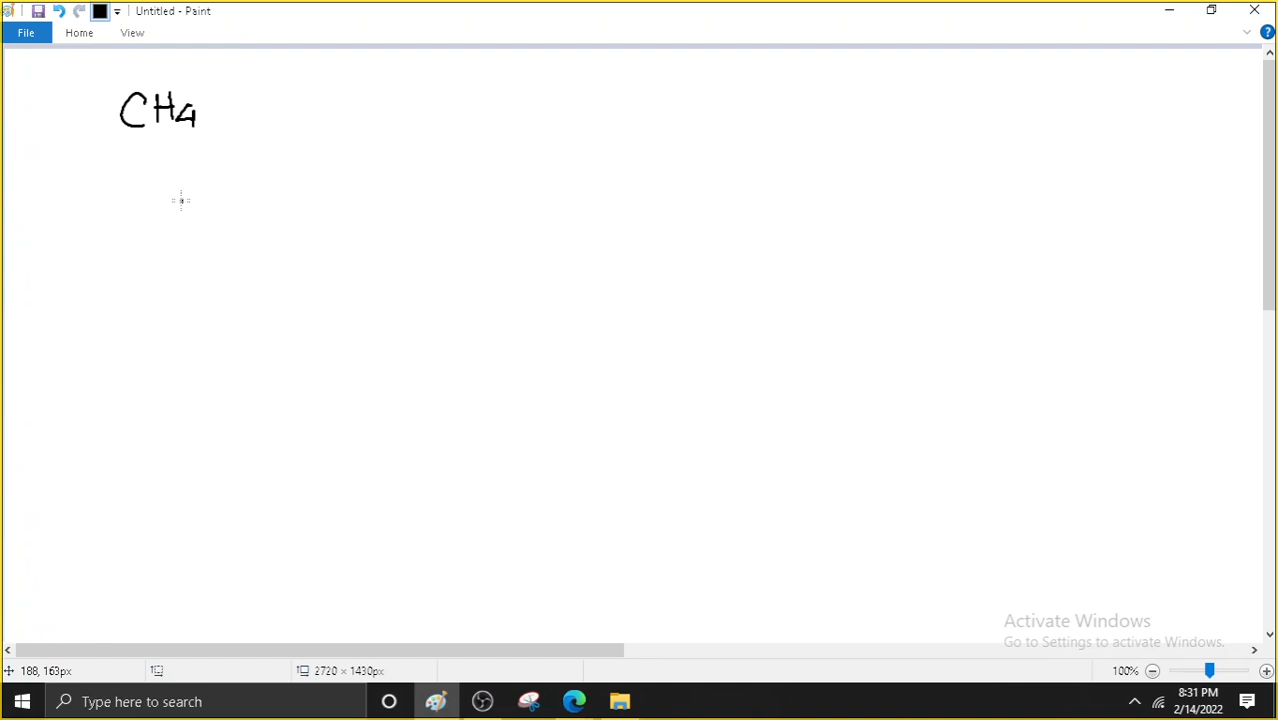 Untitled - Paint
File Home View
CH4
Activate Windows
Go to Settings to activate Windows.
188, 163px 2720 × 1430px 100%
Type here to search
8:31 PM
2/14/2022